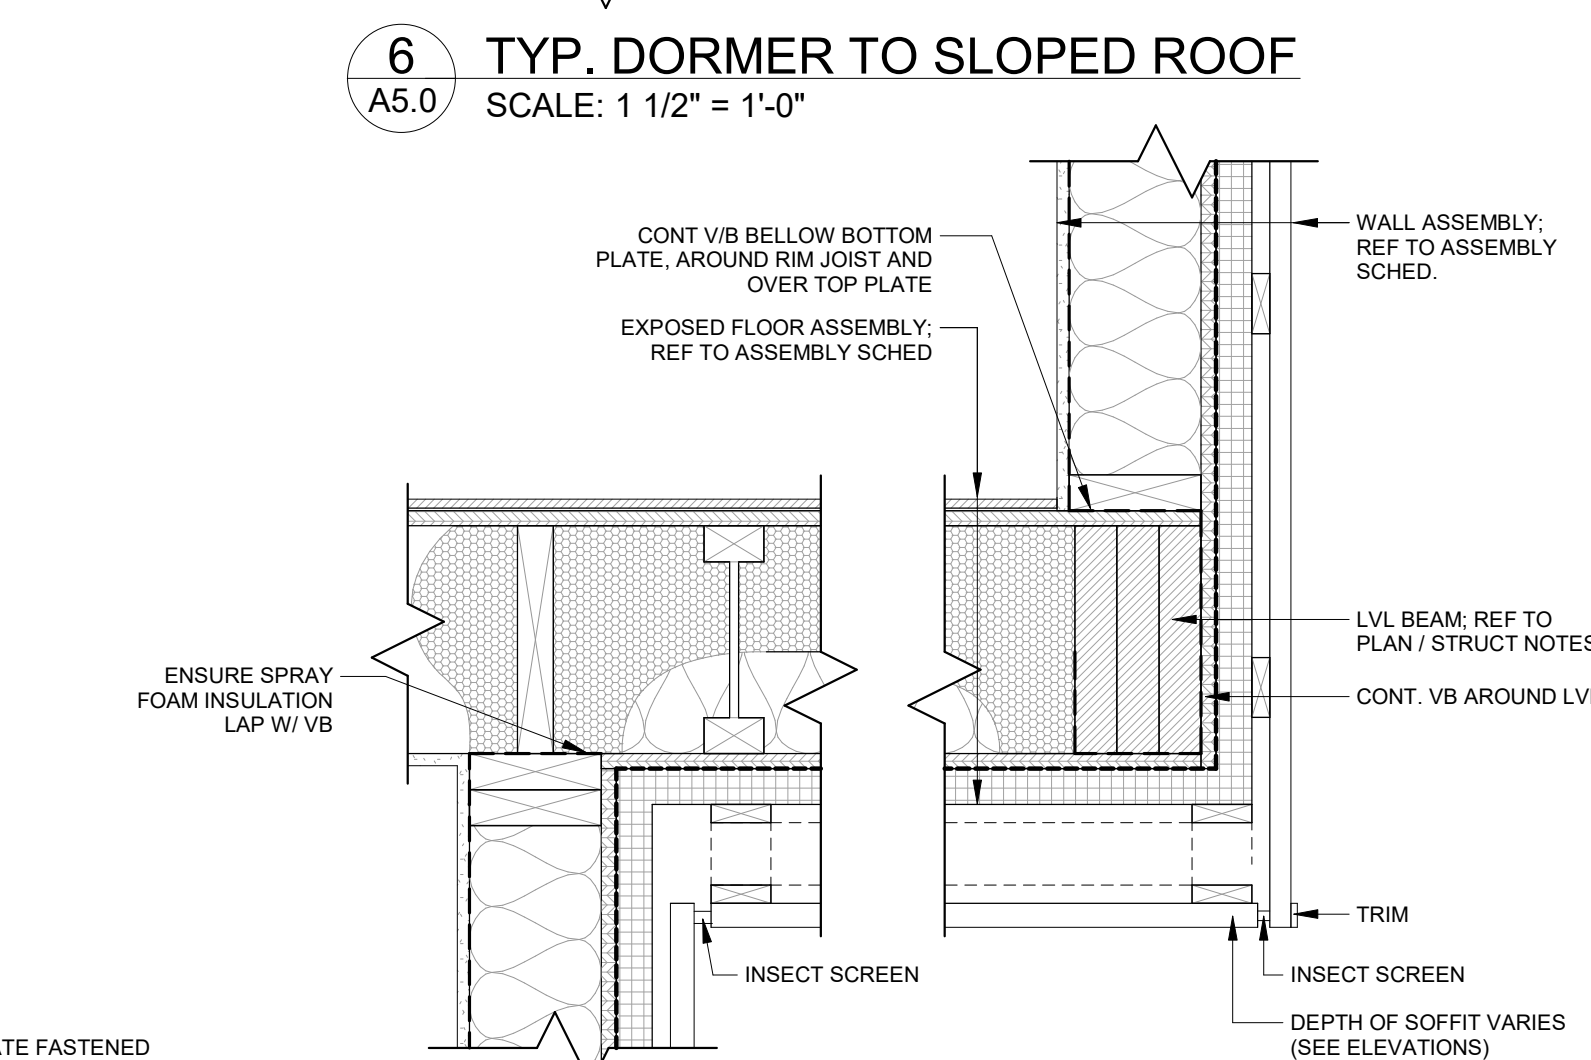 6
A5.0
TYP. DORMER TO SLOPED ROOF
SCALE: 1 1/2" = 1'-0"
CONT V/B BELLOW BOTTOM
PLATE, AROUND RIM JOIST AND
OVER TOP PLATE
EXPOSED FLOOR ASSEMBLY;
REF TO ASSEMBLY SCHED
WALL ASSEMBLY;
REF TO ASSEMBLY
SCHED.
LVL BEAM; REF TO
PLAN / STRUCT NOTES
CONT. VB AROUND
ENSURE SPRAY
FOAM INSULATION
LAP W/ VB
TRIM
INSECT SCREEN
INSECT SCREEN
DEPTH OF SOFFIT VARIES
(SEE ELEVATIONS)
FASTENED